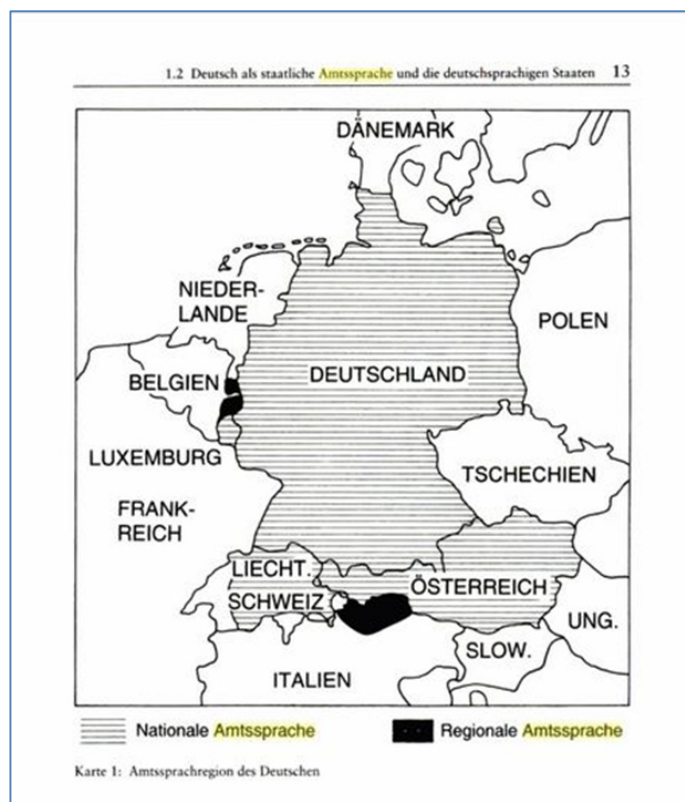 1.2 Deutsch als staatliche Amtssprache und die deutschsprachigen Staaten 13
DÄNEMARK
NIEDER-
LANDE
POLEN
BELGIEN
DEUTSCHLAND
LUXEMBURG
TSCHECHIEN
FRANK-
REICH
LIECHT.
ÖSTERREICH
SCHWEIZ
UNG.
SLOW.
ITALIEN
Nationale Amtssprache
Regionale Amtssprache
Karte 1: Amtssprachregion des Deutschen